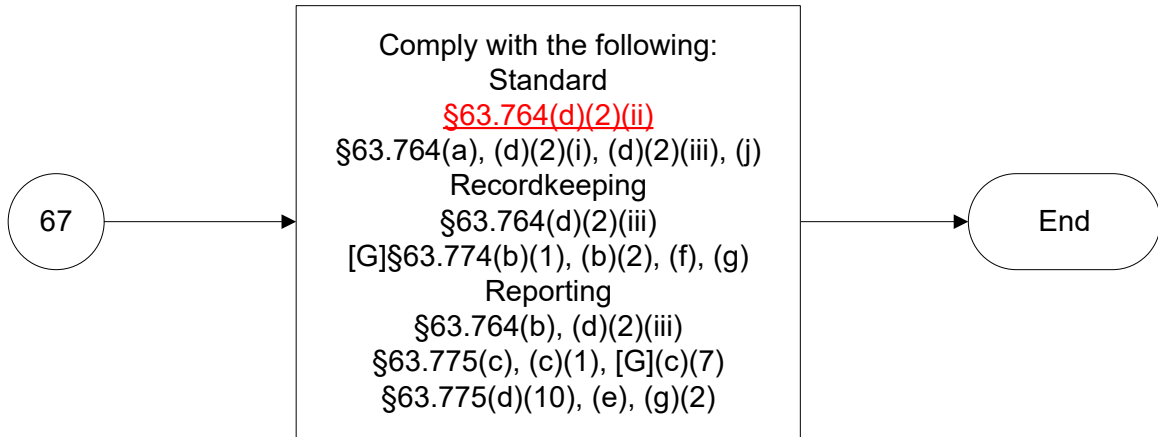 67
Comply with the following:
Standard
§63.764(d)(2)(ii)
§63.764(a), (d)(2)(i), (d)(2)(iii), (j)
Recordkeeping
§63.764(d)(2)(iii)
[G]§63.774(b)(1), (b)(2), (f), (g)
Reporting
§63.764(b), (d)(2)(iii)
§63.775(c), (c)(1), [G](c)(7)
§63.775(d)(10), (e), (g)(2)
End